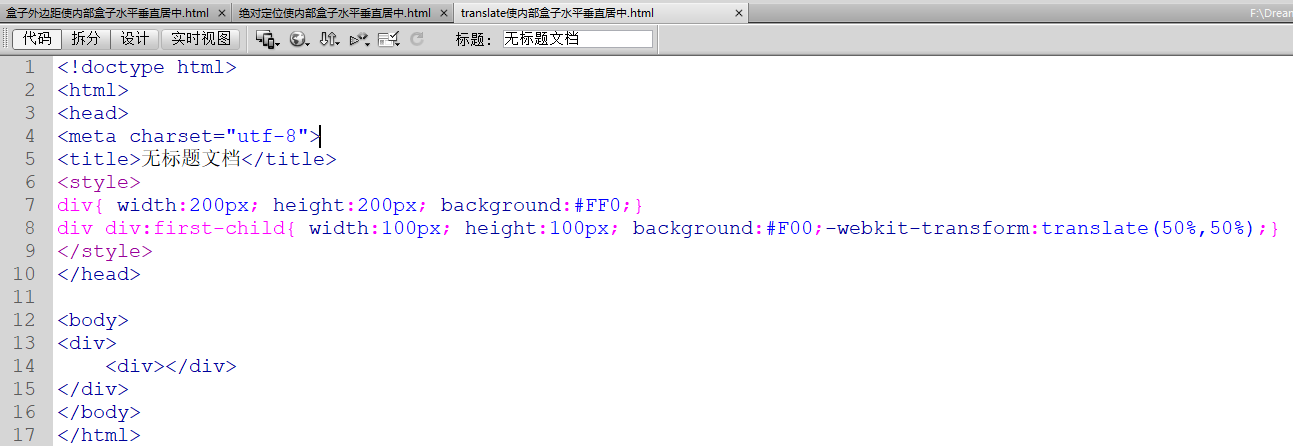 盒子外边距使内部盒子水平垂直居中.html × 绝对定位使内部盒子水平垂直居中.html × translate使内部盒子水平垂直居中.html × F:\Dream
代码 拆分 设计 实时视图 标题: 无标题文档
1 <!doctype html>
2 <html>
3 <head>
4 <meta charset="utf-8">
5 <title>无标题文档</title>
6 <style>
7 div{ width:200px; height:200px; background:#FF0;}
8 div div:first-child{ width:100px; height:100px; background:#F00;-webkit-transform:translate(50%,50%);}
9 </style>
10 </head>
11
12 <body>
13 <div>
14     <div></div>
15 </div>
16 </body>
17 </html>